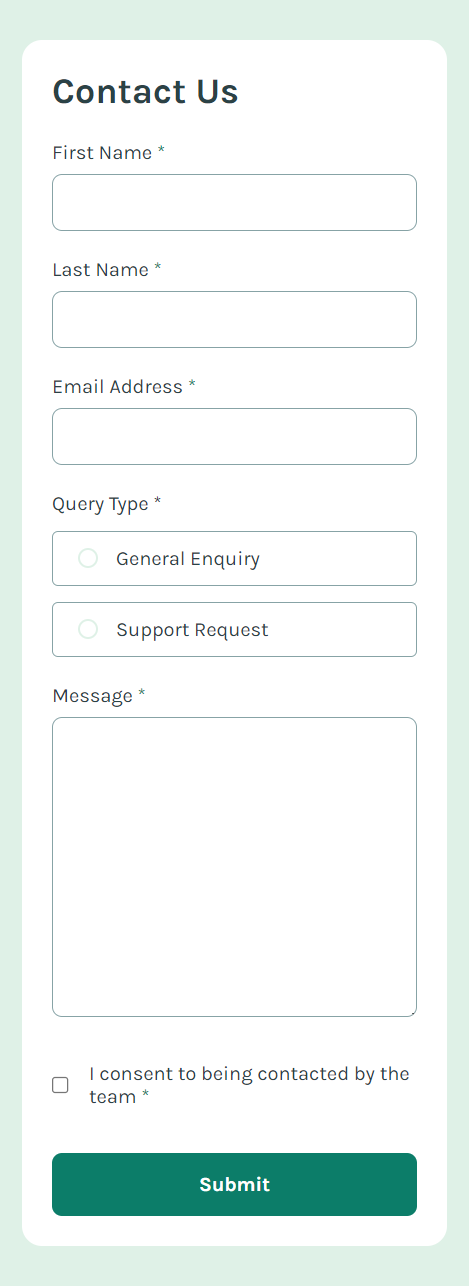 Contact Us
First Name *
Last Name *
Email Address *
Query Type *
General Enquiry
Support Request
Message *
I consent to being contacted by the
team *
Submit